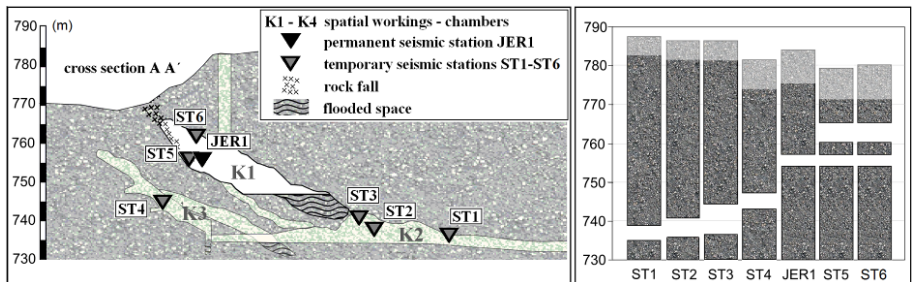 790 (m)
780
770
760
750
740
730
cross section A A´
K1 - K4 spatial workings - chambers
permanent seismic station JER1
temporary seismic stations ST1-ST6
rock fall
flooded space
ST6
JER1
ST5
K1
ST4
K3
ST3
ST2
K2
ST1
790
780
770
760
750
740
730
ST1 ST2 ST3 ST4 JER1 ST5 ST6